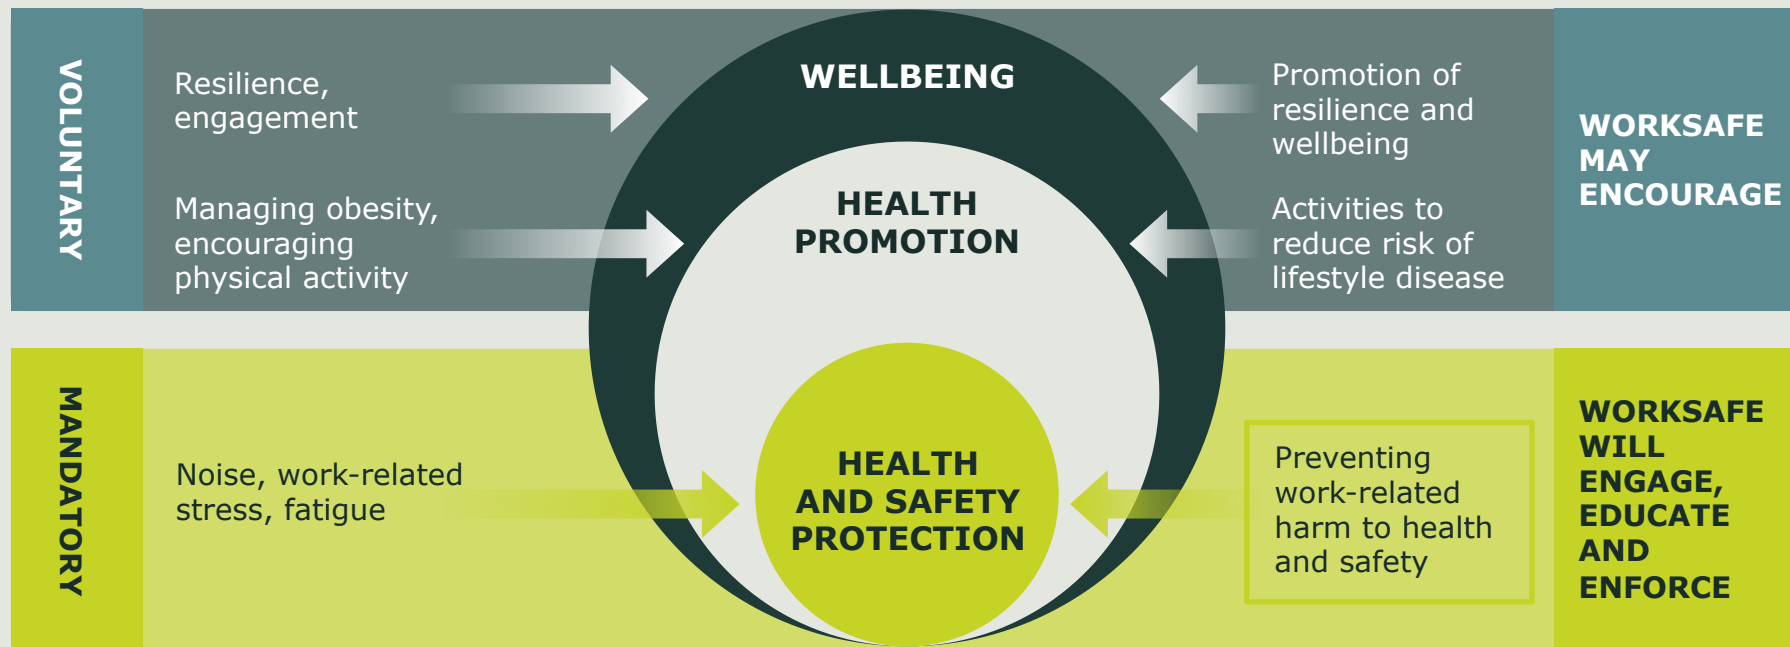 VOLUNTARY
Resilience,
engagement
Managing obesity,
encouraging
physical activity
WELLBEING
HEALTH
PROMOTION
Promotion of
resilience and
wellbeing
Activities to
reduce risk of
lifestyle disease
WORKSAFE
MAY
ENCOURAGE
MANDATORY
Noise, work-related
stress, fatigue
HEALTH
AND SAFETY
PROTECTION
Preventing
work-related
harm to health
and safety
WORKSAFE
WILL
ENGAGE,
EDUCATE
AND
ENFORCE